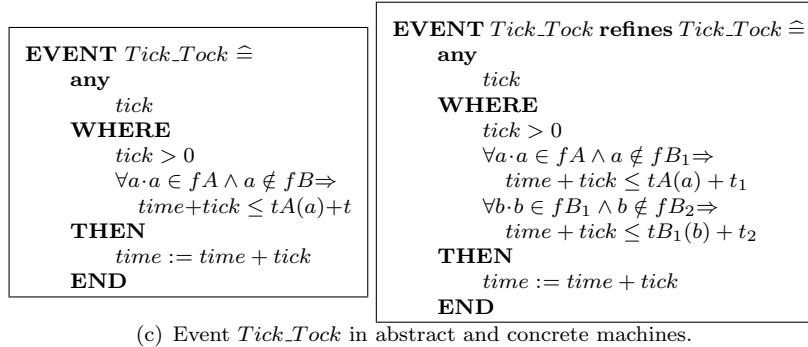 EVENT Tick_Tock ≙
any
tick
WHERE
tick > 0
∀a·a ∈ fA ∧ a ∉ fB⇒
time+tick ≤ tA(a)+t
THEN
time := time + tick
END
EVENT Tick_Tock refines Tick_Tock ≙
any
tick
WHERE
tick > 0
∀a·a ∈ fA ∧ a ∉ fB₁⇒
time + tick ≤ tA(a) + t₁
∀b·b ∈ fB₁ ∧ b ∉ fB₂⇒
time + tick ≤ tB₁(b) + t₂
THEN
time := time + tick
END
(c) Event Tick_Tock in abstract and concrete machines.